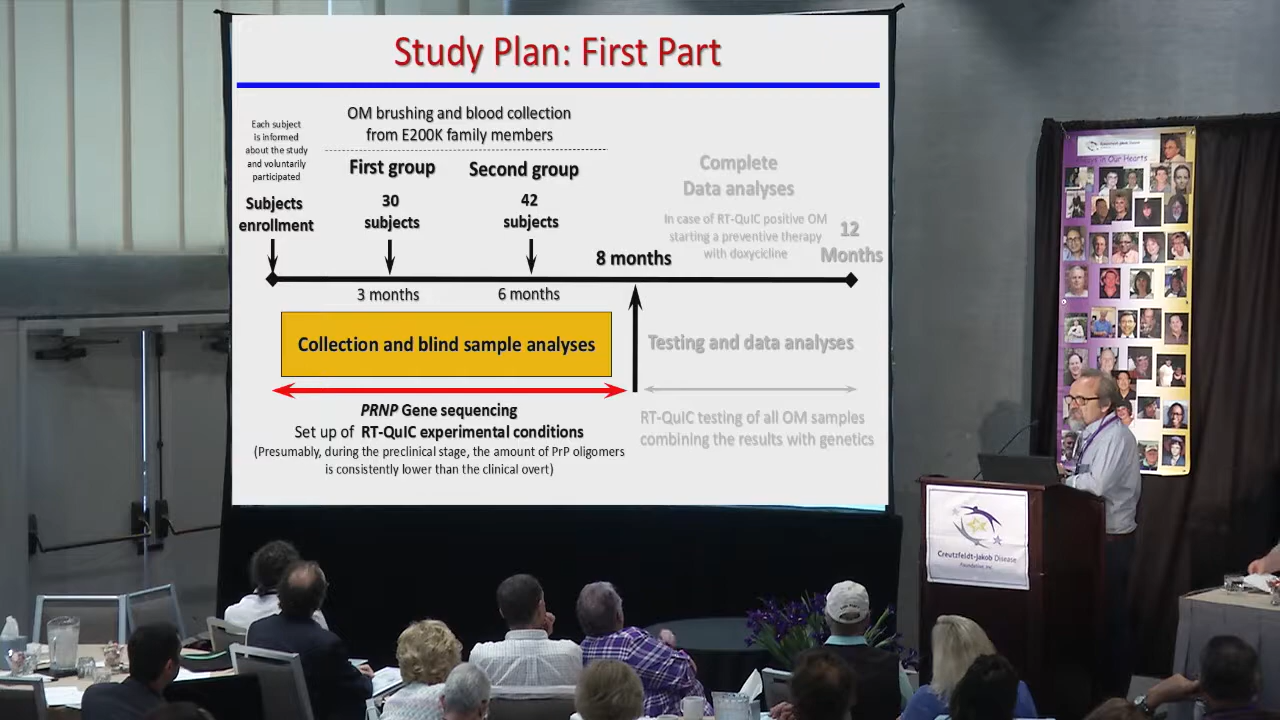 Study Plan: First Part
Each subject
is informed
about the study
and voluntarily
participated
OM brushing and blood collection
from E200K family members
First group
Second group
30
subjects
42
subjects
Subjects
enrollment
Complete
Data analyses
In case of RT-QuIC positive OM
starting a preventive therapy
with doxycicline
12
Months
8 months
3 months
6 months
Collection and blind sample analyses
Testing and data analyses
PRNP Gene sequencing
Set up of RT-QuIC experimental conditions
(Presumably, during the preclinical stage, the amount of PrP oligomers
is consistently lower than the clinical overt)
RT-QuIC testing of all OM samples
combining the results with genetics
in Our Hearts
Creutzfeldt-Jakob Disease
Foundation, Inc.